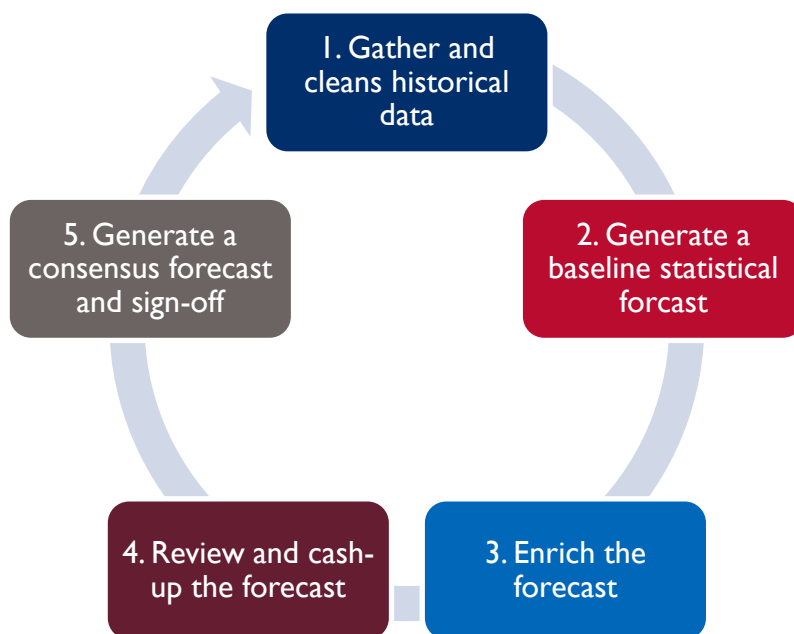 1. Gather and
cleans historical
data
2. Generate a
baseline statistical
forcast
3. Enrich the
forecast
4. Review and cash-
up the forecast
5. Generate a
consensus forecast
and sign-off